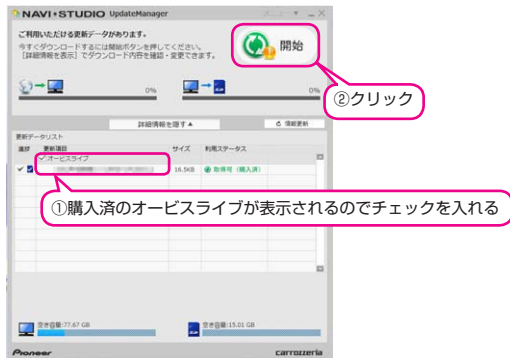 NAVI・STUDIO UpdateManager
メニュー ▼ _ ×
ご利用いただける更新データがあります。
今すぐダウンロードするには開始ボタンを押してください。
[詳細情報を表示] でダウンロード内容を確認・変更できます。
開始
0%
0%
②クリック
詳細情報を隠す▲
情報更新
更新データリスト
選択 更新項目 サイズ 利用ステータス
オービスライブ
16.5KB 取得可 (購入済)
①購入済のオービスライブが表示されるのでチェックを入れる
空き容量:77.67 GB
空き容量:15.01 GB
Pioneer
carrozzeria